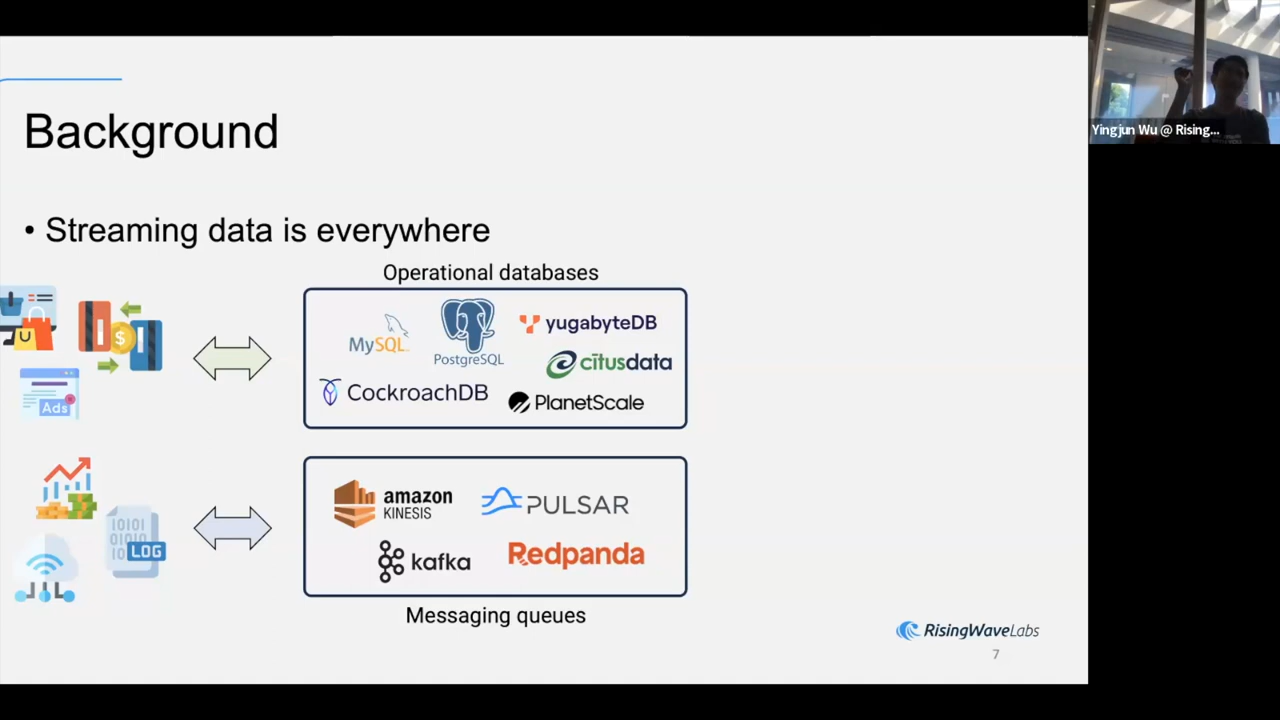 Background
• Streaming data is everywhere
Operational databases
MySQL
PostgreSQL
yugabyteDB
citusdata
CockroachDB
PlanetScale
Ads
amazon
KINESIS
PULSAR
kafka
Redpanda
0101
LOG
Messaging queues
RisingWaveLabs
7
Yingjun Wu @ Rising...